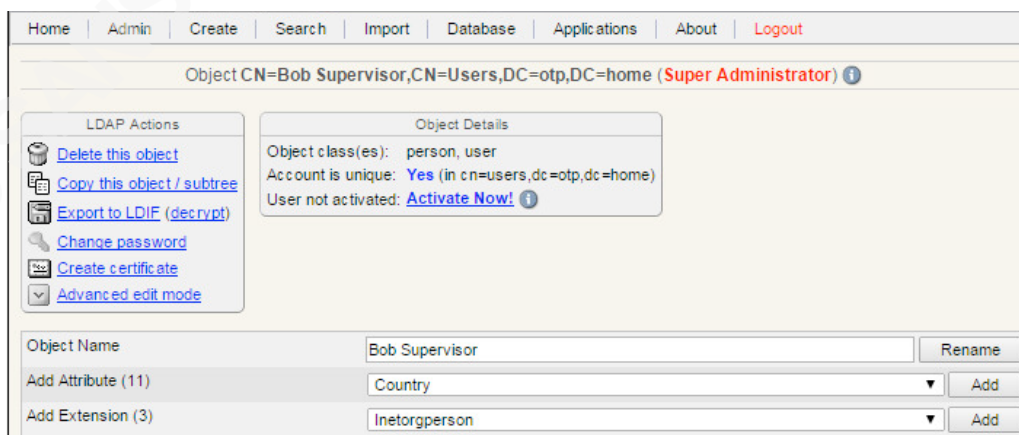 Home Admin Create Search Import Database Applications About Logout
Object CN=Bob Supervisor,CN=Users,DC=otp,DC=home (Super Administrator)
LDAP Actions
Delete this object
Copy this object / subtree
Export to LDIF (decrypt)
Change password
Create certificate
Advanced edit mode
Object Details
Object class(es): person, user
Account is unique: Yes (in cn=users,dc=otp,dc=home)
User not activated: Activate Now!
Object Name Bob Supervisor Rename
Add Attribute (11) Country Add
Add Extension (3) Inetorgperson Add